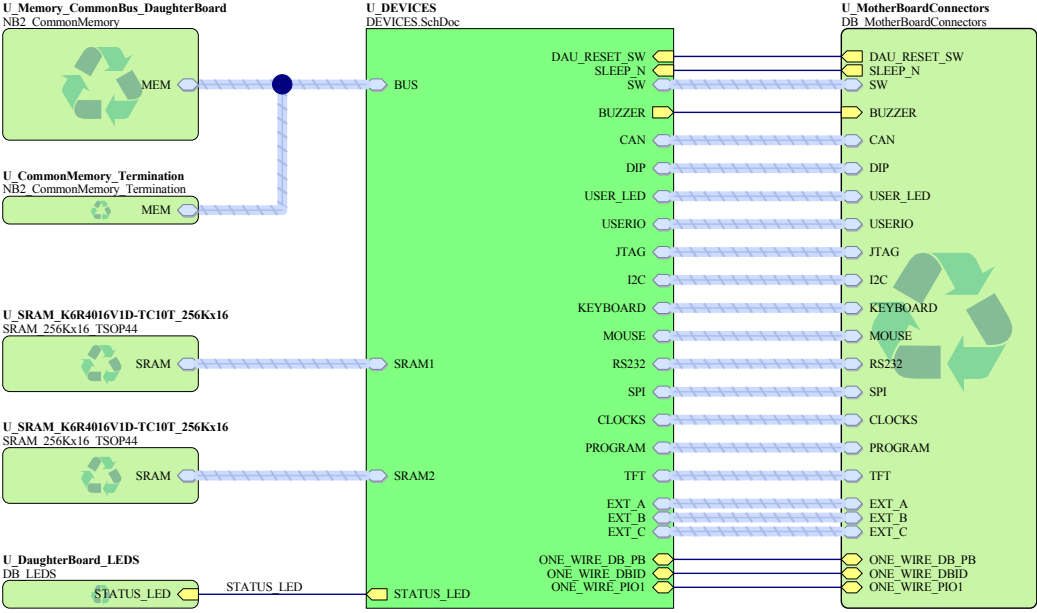 U_Memory_CommonBus_DaughterBoard
NB2_CommonMemory
MEM
U_CommonMemory_Termination
NB2_CommonMemory_Termination
MEM
U_SRAM_K6R4016V1D-TC10T_256Kx16
SRAM_256Kx16_TSOP44
SRAM
U_SRAM_K6R4016V1D-TC10T_256Kx16
SRAM_256Kx16_TSOP44
SRAM
U_DaughterBoard_LEDS
DB_LEDS
STATUS_LED
STATUS_LED
U_DEVICES
DEVICES.SchDoc
BUS
SRAM1
SRAM2
STATUS_LED
DAU_RESET_SW
SLEEP_N
SW
BUZZER
CAN
DIP
USER_LED
USERIO
JTAG
I2C
KEYBOARD
MOUSE
RS232
SPI
CLOCKS
PROGRAM
TFT
EXT_A
EXT_B
EXT_C
ONE_WIRE_DB_PB
ONE_WIRE_DBID
ONE_WIRE_PIO1
U_MotherBoardConnectors
DB_MotherBoardConnectors
DAU_RESET_SW
SLEEP_N
SW
BUZZER
CAN
DIP
USER_LED
USERIO
JTAG
I2C
KEYBOARD
MOUSE
RS232
SPI
CLOCKS
PROGRAM
TFT
EXT_A
EXT_B
EXT_C
ONE_WIRE_DB_PB
ONE_WIRE_DBID
ONE_WIRE_PIO1